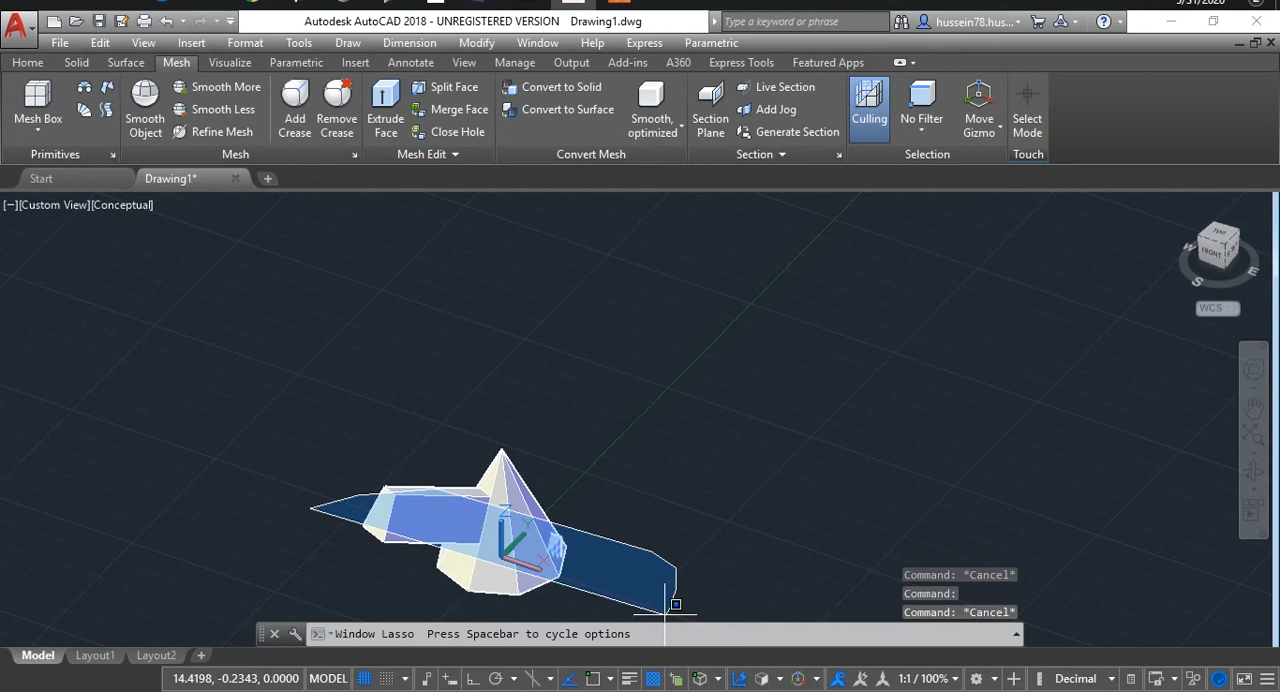 Autodesk AutoCAD 2018 - UNREGISTERED VERSION Drawing1.dwg
Type a keyword or phrase
hussein78.hus...
File Edit View Insert Format Tools Draw Dimension Modify Window Help Express Parametric
Home Solid Surface Mesh Visualize Parametric Insert Annotate View Manage Output Add-ins A360 Express Tools Featured Apps
Mesh Box
Smooth Object
Smooth More
Smooth Less
Refine Mesh
Add Crease
Remove Crease
Extrude Face
Split Face
Merge Face
Close Hole
Convert to Solid
Convert to Surface
Smooth, optimized
Section Plane
Live Section
Add Jog
Generate Section
Culling
No Filter
Move Gizmo
Select Mode
Primitives Mesh Mesh Edit Convert Mesh Section Selection Touch
Start Drawing1*
[−][Custom View][Conceptual]
TOP
FRONT
W
S
E
WCS
Z
Y
X
Command: *Cancel*
Command:
Command: *Cancel*
Window Lasso Press Spacebar to cycle options
Model Layout1 Layout2
14.4198, -0.2343, 0.0000 MODEL 1:1 / 100% Decimal